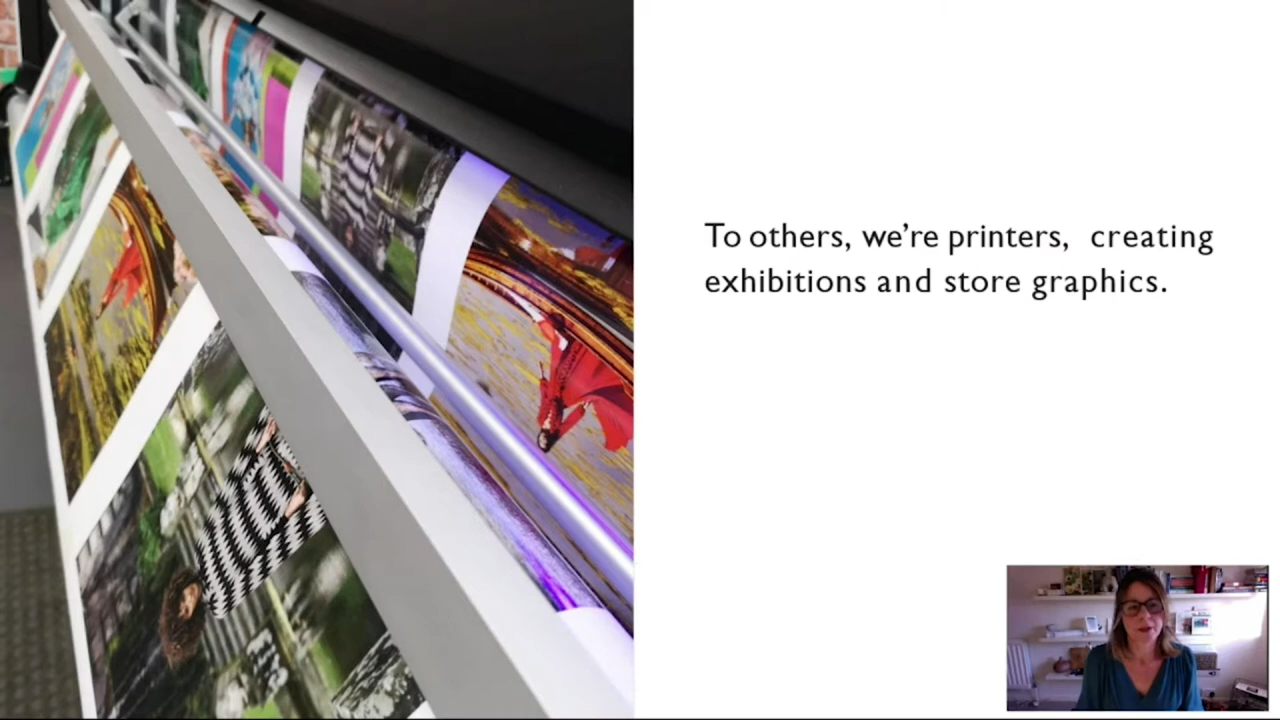 To others, we’re printers, creating
exhibitions and store graphics.